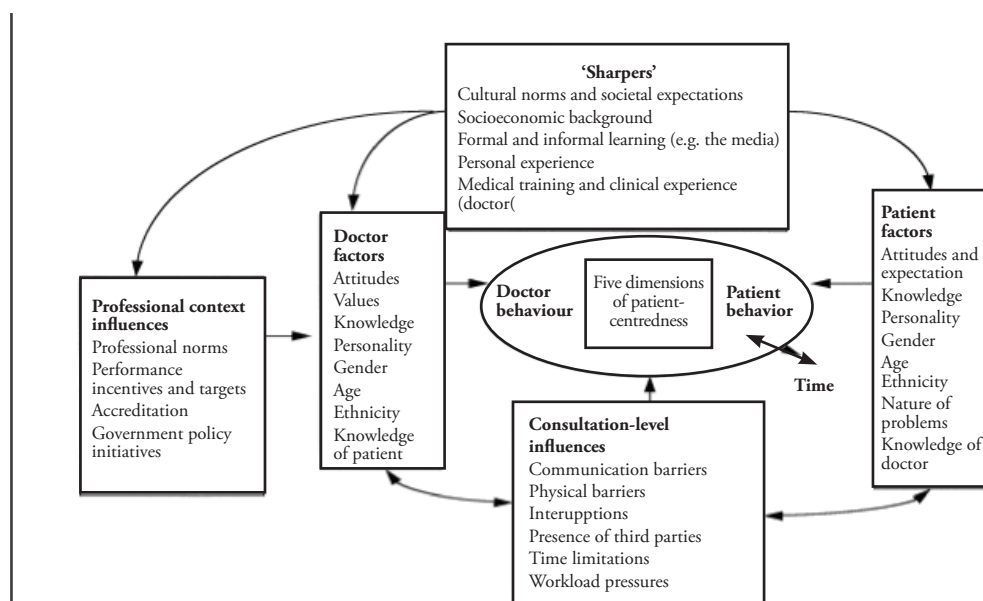 ‘Sharpers’
Cultural norms and societal expectations
Socioeconomic background
Formal and informal learning (e.g. the media)
Personal experience
Medical training and clinical experience
(doctor(
Professional context
influences
Professional norms
Performance
incentives and targets
Accreditation
Government policy
initiatives
Doctor
factors
Attitudes
Values
Knowledge
Personality
Gender
Age
Ethnicity
Knowledge
of patient
Doctor
behaviour
Five dimensions
of patient-
centredness
Patient
behavior
Time
Consultation-level
influences
Communication barriers
Physical barriers
Interupptions
Presence of third parties
Time limitations
Workload pressures
Patient
factors
Attitudes and
expectation
Knowledge
Personality
Gender
Age
Ethnicity
Nature of
problems
Knowledge of
doctor